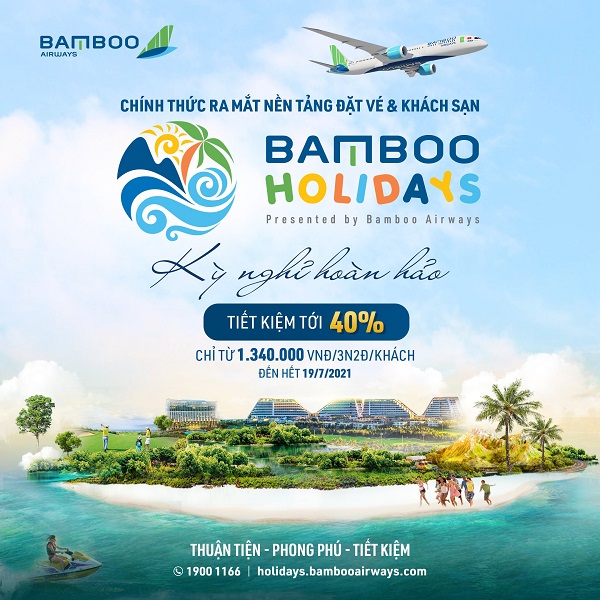 BAMBOO
AIRWAYS
CHÍNH THỨC RA MẮT NỀN TẢNG ĐẶT VÉ & KHÁCH SẠN
BAMBOO
HOLIDAYS
Presented by Bamboo Airways
Kỳ nghỉ hoàn hảo
TIẾT KIỆM TỚI 40%
CHỈ TỪ 1.340.000 VNĐ/3N2Đ/KHÁCH
ĐẾN HẾT 19/7/2021
THUẬN TIỆN - PHONG PHÚ - TIẾT KIỆM
1900 1166 | holidays.bambooairways.com